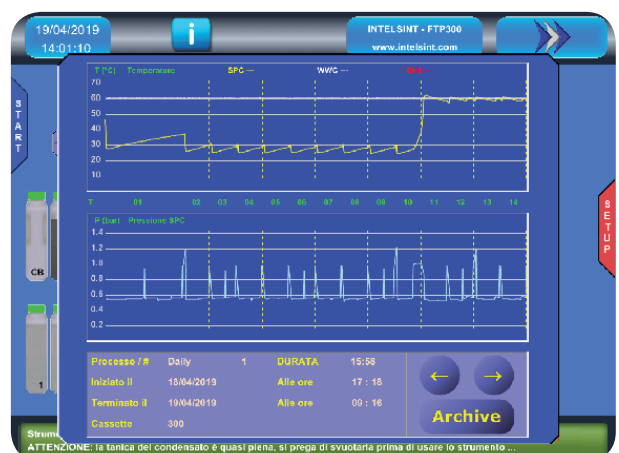 19/04/2019
14:01:10
i
INTELSINT - FTP300
www.intelsint.com
START
SETUP
T [°C] Temperature SPC --- WWC ---
70
60
50
40
30
20
10
T 01 02 03 04 05 06 07 08 09 10 11 12 13 14
P [bar] Pressione SPC
1.4
1.2
1.0
0.8
0.6
0.4
0.2
CB
1
Processo / # Daily 1 DURATA 15:58
Iniziato il 18/04/2019 Alle ore 17 : 18
Terminato il 19/04/2019 Alle ore 09 : 16
Cassette 300
← →
Archive
Strum
ATTENZIONE: la tanica del condensato è quasi piena, si prega di svuotarla prima di usare lo strumento ...